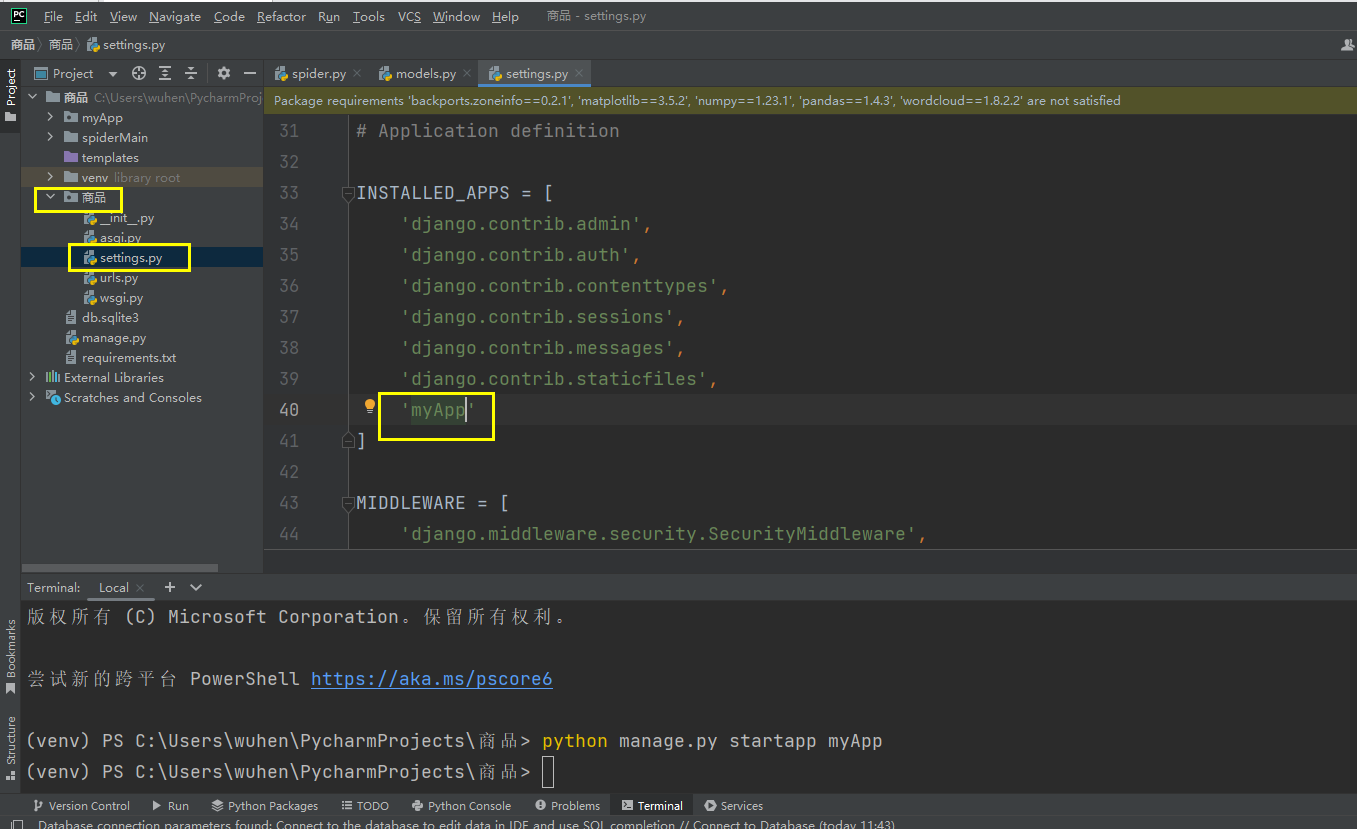 PC File Edit View Navigate Code Refactor Run Tools VCS Window Help 商品 - settings.py
商品 商品 settings.py
Project
Project
商品 C:\Users\wuhen\PycharmProj
myApp
spiderMain
templates
venv library root
商品
__init__.py
asgi.py
settings.py
urls.py
wsgi.py
db.sqlite3
manage.py
requirements.txt
External Libraries
Scratches and Consoles
spider.py models.py settings.py
Package requirements 'backports.zoneinfo==0.2.1', 'matplotlib==3.5.2', 'numpy==1.23.1', 'pandas==1.4.3', 'wordcloud==1.8.2.2' are not satisfied
31 # Application definition
32
33 INSTALLED_APPS = [
34 'django.contrib.admin',
35 'django.contrib.auth',
36 'django.contrib.contenttypes',
37 'django.contrib.sessions',
38 'django.contrib.messages',
39 'django.contrib.staticfiles',
40 'myApp'
41 ]
42
43 MIDDLEWARE = [
44 'django.middleware.security.SecurityMiddleware',
Terminal: Local
版权所有 (C) Microsoft Corporation。保留所有权利。
尝试新的跨平台 PowerShell https://aka.ms/pscore6
(venv) PS C:\Users\wuhen\PycharmProjects\商品> python manage.py startapp myApp
(venv) PS C:\Users\wuhen\PycharmProjects\商品>
Bookmarks
Structure
Version Control Run Python Packages TODO Python Console Problems Terminal Services
Database connection parameters found: Connect to the database to edit data in IDE and use SQL completion // Connect to Database (today 11:43)